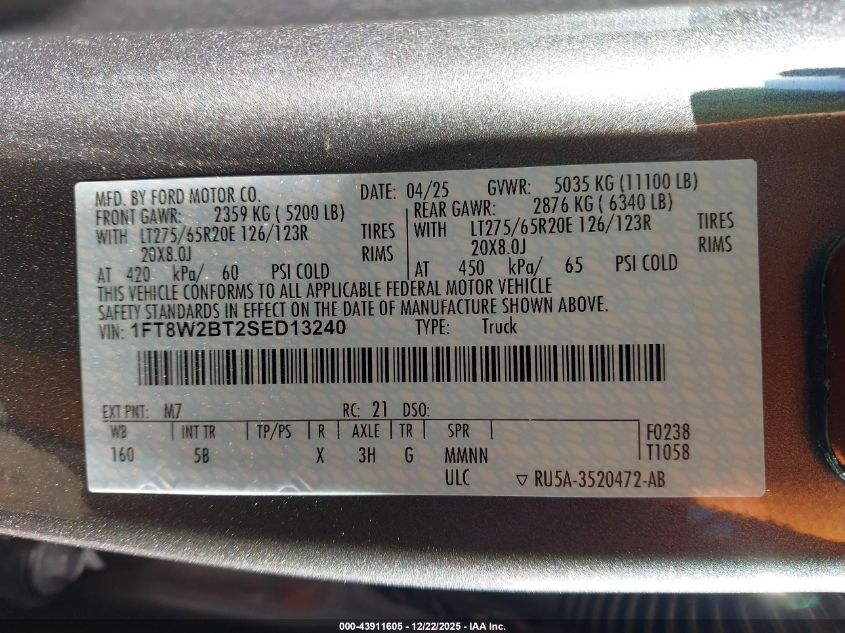 MFD. BY FORD MOTOR CO. DATE: 04/25 GVWR: 5035 KG (11100 LB)
FRONT GAWR: 2359 KG ( 5200 LB) REAR GAWR: 2876 KG ( 6340 LB)
WITH LT275/65R20E 126/123R TIRES WITH LT275/65R20E 126/123R TIRES
20X8.0J RIMS 20X8.0J RIMS
AT 420 kPa/ 60 PSI COLD AT 450 kPa/ 65 PSI COLD
THIS VEHICLE CONFORMS TO ALL APPLICABLE FEDERAL MOTOR VEHICLE
SAFETY STANDARDS IN EFFECT ON THE DATE OF MANUFACTURE SHOWN ABOVE.
VIN: 1FT8W2BT2SED13240 TYPE: Truck
EXT PNT: M7 RC: 21 DSO:
WB | INT TR | TP/PS | R | AXLE | TR | SPR F0238
160 5B X 3H G MMNN T1058
ULC ▽ RU5A-3520472-AB
000-43911605 - 12/22/2025 - IAA Inc.